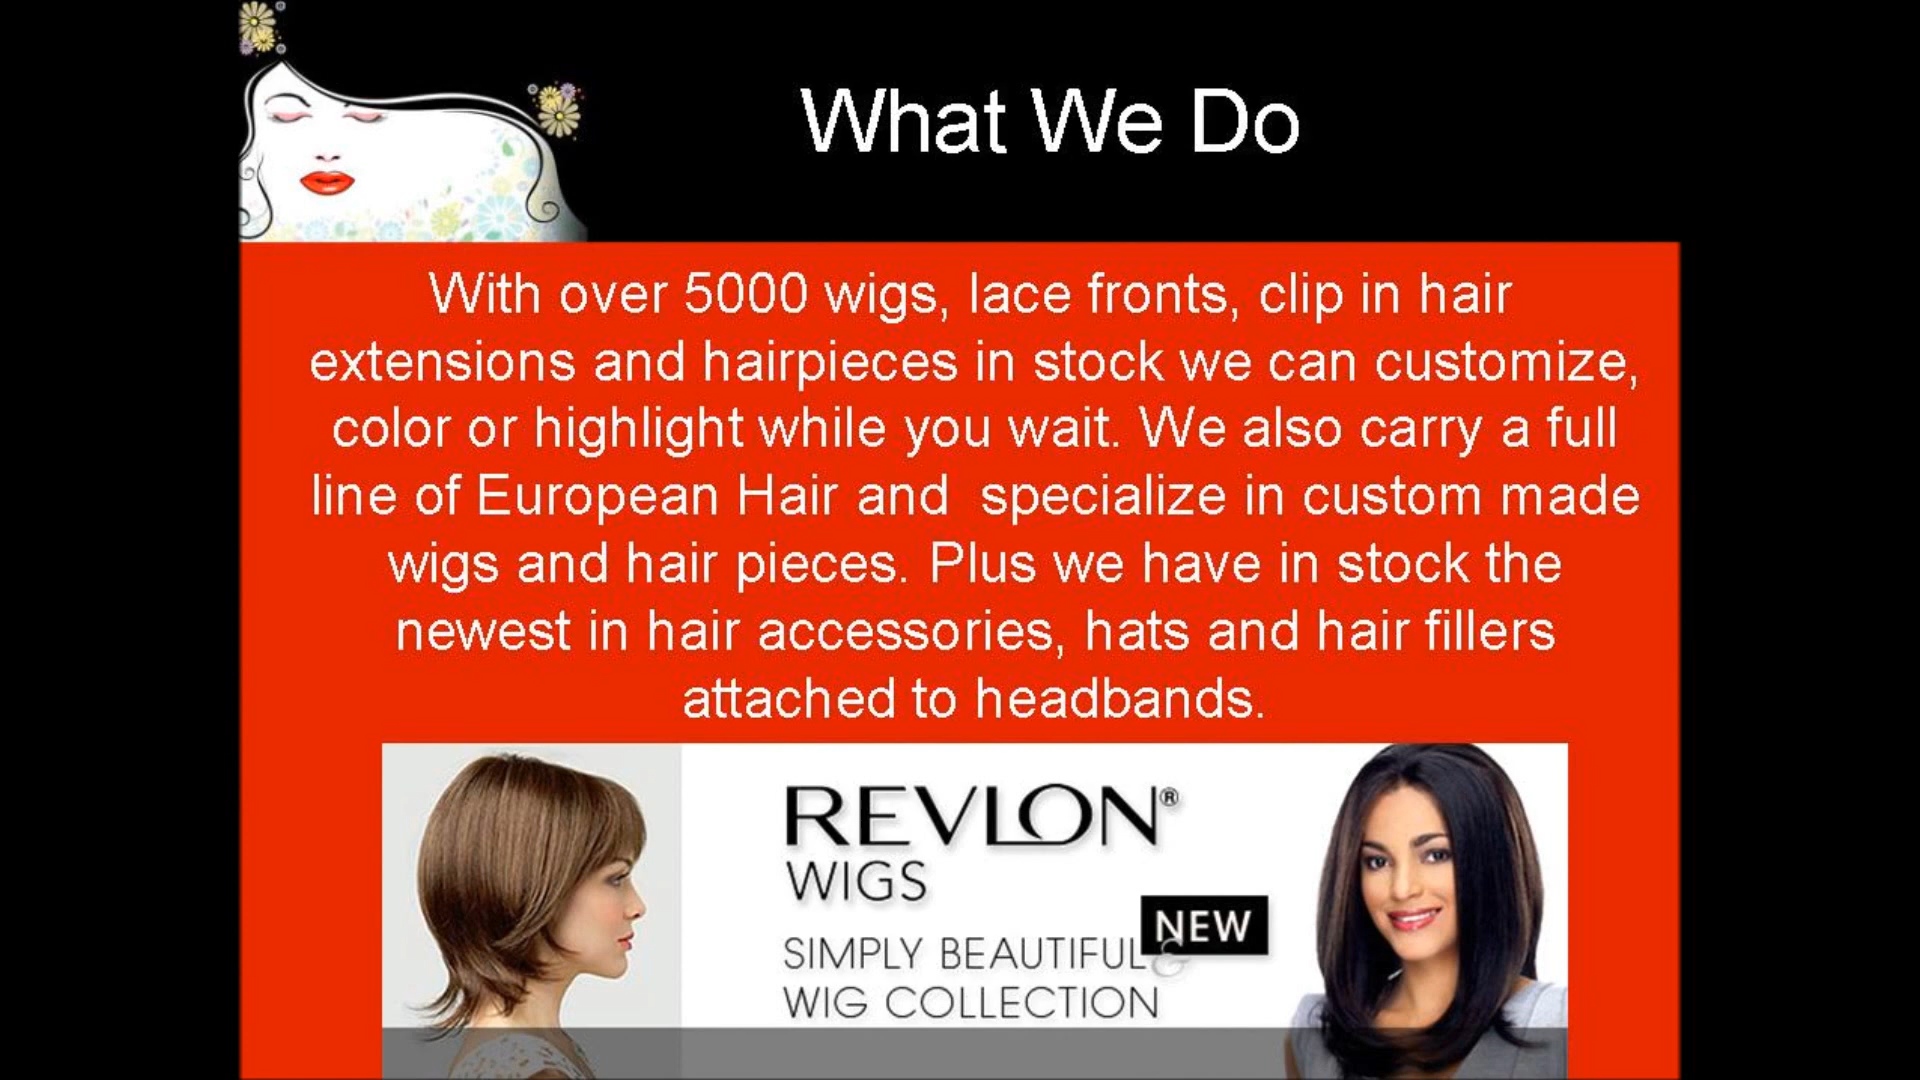 What We Do
With over 5000 wigs, lace fronts, clip in hair
extensions and hairpieces in stock we can customize,
color or highlight while you wait. We also carry a full
line of European Hair and  specialize in custom made
wigs and hair pieces. Plus we have in stock the
newest in hair accessories, hats and hair fillers
attached to headbands.
REVLON®
WIGS
NEW
SIMPLY BEAUTIFUL
&
WIG COLLECTION